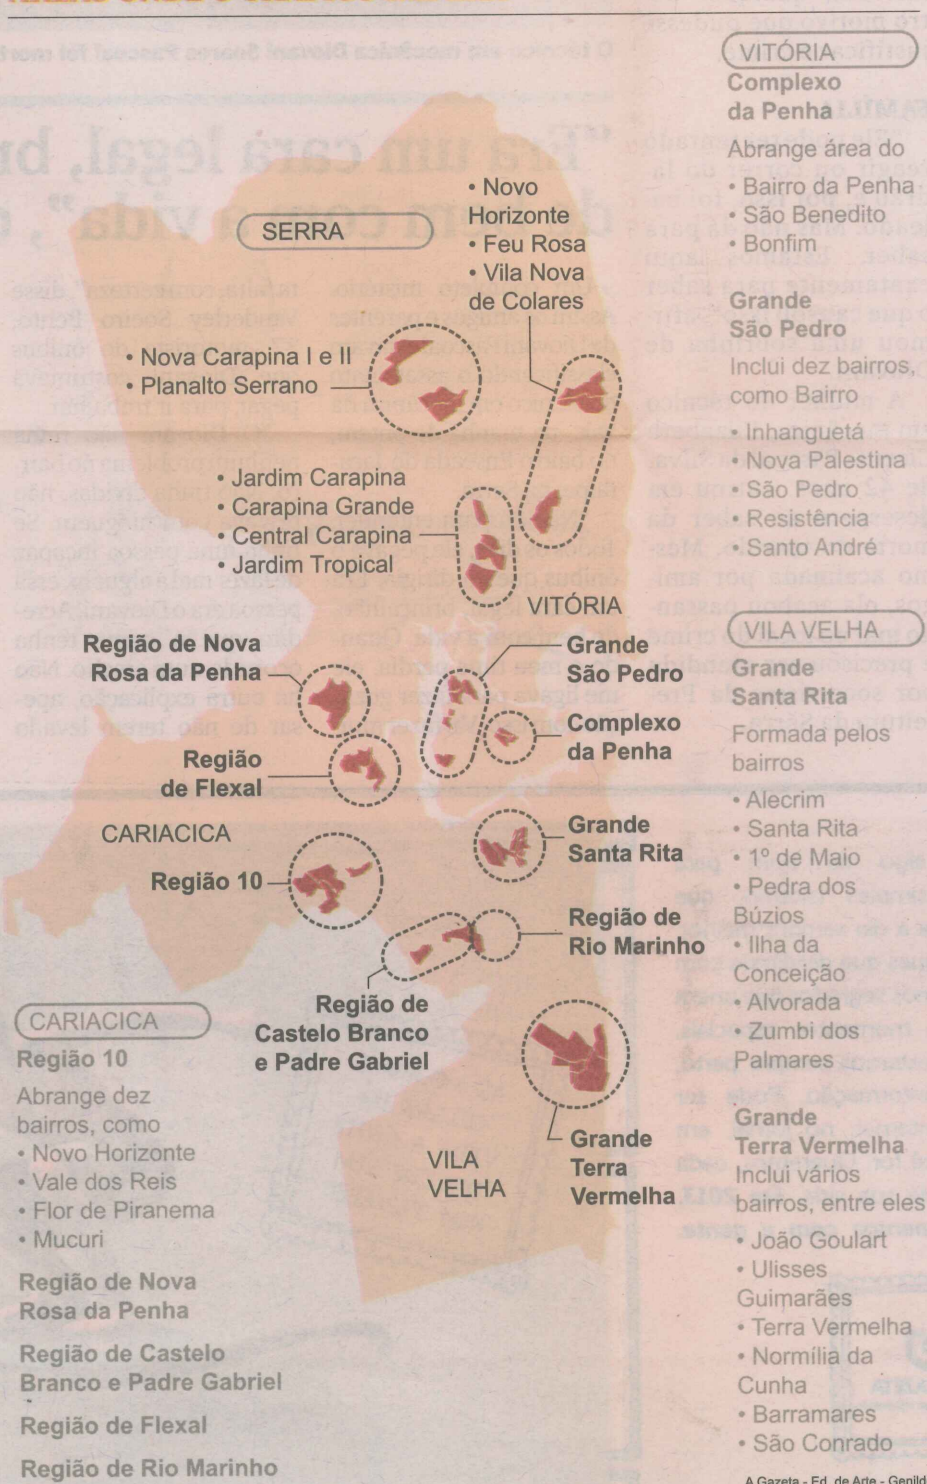 SERRA
• Novo
Horizonte
• Feu Rosa
• Vila Nova
de Colares
• Nova Carapina I e II
• Planalto Serrano
• Jardim Carapina
• Carapina Grande
• Central Carapina
• Jardim Tropical
VITÓRIA
Região de Nova
Rosa da Penha
Grande
São Pedro
Região
de Flexal
Complexo
da Penha
CARIACICA
Grande
Santa Rita
Região 10
Região de
Rio Marinho
Região de
Castelo Branco
e Padre Gabriel
Grande
Terra
Vermelha
VILA
VELHA
CARIACICA
Região 10
Abrange dez
bairros, como
• Novo Horizonte
• Vale dos Reis
• Flor de Piranema
• Mucuri
Região de Nova
Rosa da Penha
Região de Castelo
Branco e Padre Gabriel
Região de Flexal
Região de Rio Marinho
VITÓRIA
Complexo
da Penha
Abrange área do
• Bairro da Penha
• São Benedito
• Bonfim
Grande
São Pedro
Inclui dez bairros,
como Bairro
• Inhanguetá
• Nova Palestina
• São Pedro
• Resistência
• Santo André
VILA VELHA
Grande
Santa Rita
Formada pelos
bairros
• Alecrim
• Santa Rita
• 1º de Maio
• Pedra dos
Búzios
• Ilha da
Conceição
• Alvorada
• Zumbi dos
Palmares
Grande
Terra Vermelha
Inclui vários
bairros, entre eles
• João Goulart
• Ulisses
Guimarães
• Terra Vermelha
• Normília da
Cunha
• Barramares
• São Conrado
A Gazeta - Ed. de Arte - Genild